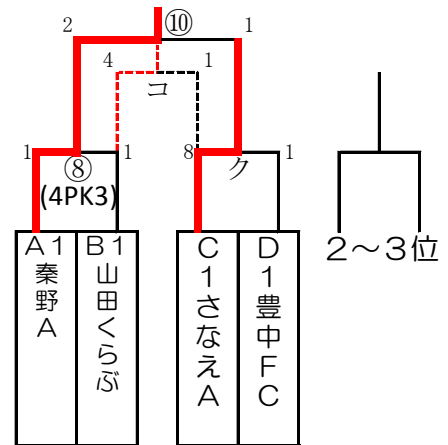 ⑩
2 1
4 1
コ
1 1 8 1
⑧ ク
(4PK3)
A1秦野A
B1山田くらぶ
C1さなえA
D1豊中FC
2～3位